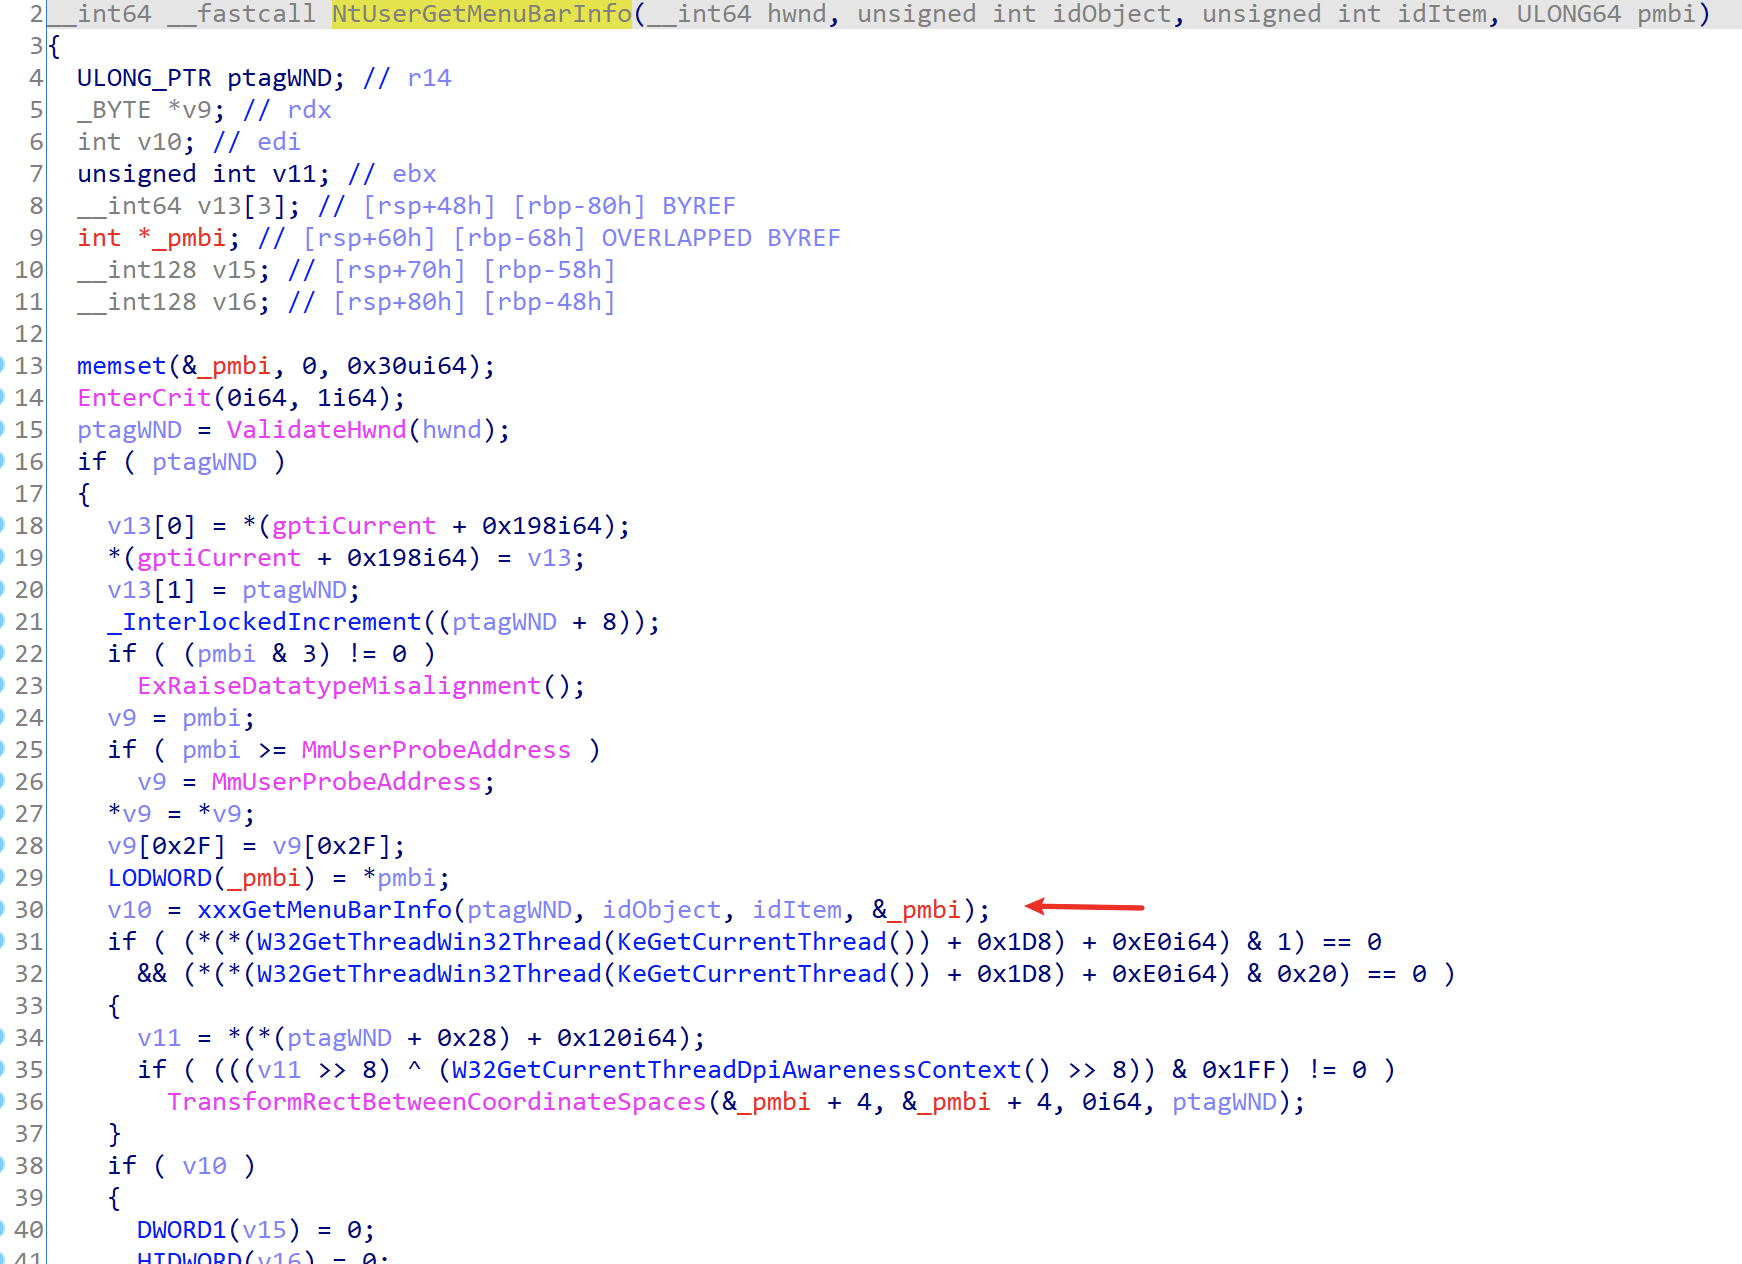 2 __int64 __fastcall NtUserGetMenuBarInfo(__int64 hwnd, unsigned int idObject, unsigned int idItem, ULONG64 pmbi)
3 {
4 ULONG_PTR ptagWND; // r14
5 _BYTE *v9; // rdx
6 int v10; // edi
7 unsigned int v11; // ebx
8 __int64 v13[3]; // [rsp+48h] [rbp-80h] BYREF
9 int *_pmbi; // [rsp+60h] [rbp-68h] OVERLAPPED BYREF
10 __int128 v15; // [rsp+70h] [rbp-58h]
11 __int128 v16; // [rsp+80h] [rbp-48h]
12
13 memset(&_pmbi, 0, 0x30ui64);
14 EnterCrit(0i64, 1i64);
15 ptagWND = ValidateHwnd(hwnd);
16 if ( ptagWND )
17 {
18 v13[0] = *(gptiCurrent + 0x198i64);
19 *(gptiCurrent + 0x198i64) = v13;
20 v13[1] = ptagWND;
21 _InterlockedIncrement((ptagWND + 8));
22 if ( (pmbi & 3) != 0 )
23 ExRaiseDatatypeMisalignment();
24 v9 = pmbi;
25 if ( pmbi >= MmUserProbeAddress )
26 v9 = MmUserProbeAddress;
27 *v9 = *v9;
28 v9[0x2F] = v9[0x2F];
29 LODWORD(_pmbi) = *pmbi;
30 v10 = xxxGetMenuBarInfo(ptagWND, idObject, idItem, &_pmbi);
31 if ( (*(*(W32GetThreadWin32Thread(KeGetCurrentThread()) + 0x1D8) + 0xE0i64) & 1) == 0
32 && (*(*(W32GetThreadWin32Thread(KeGetCurrentThread()) + 0x1D8) + 0xE0i64) & 0x20) == 0 )
33 {
34 v11 = *(*(ptagWND + 0x28) + 0x120i64);
35 if ( (((v11 >> 8) ^ (W32GetCurrentThreadDpiAwarenessContext() >> 8)) & 0x1FF) != 0 )
36 TransformRectBetweenCoordinateSpaces(&_pmbi + 4, &_pmbi + 4, 0i64, ptagWND);
37 }
38 if ( v10 )
39 {
40 DWORD1(v15) = 0;
41 HIDWORD(v16) = 0;